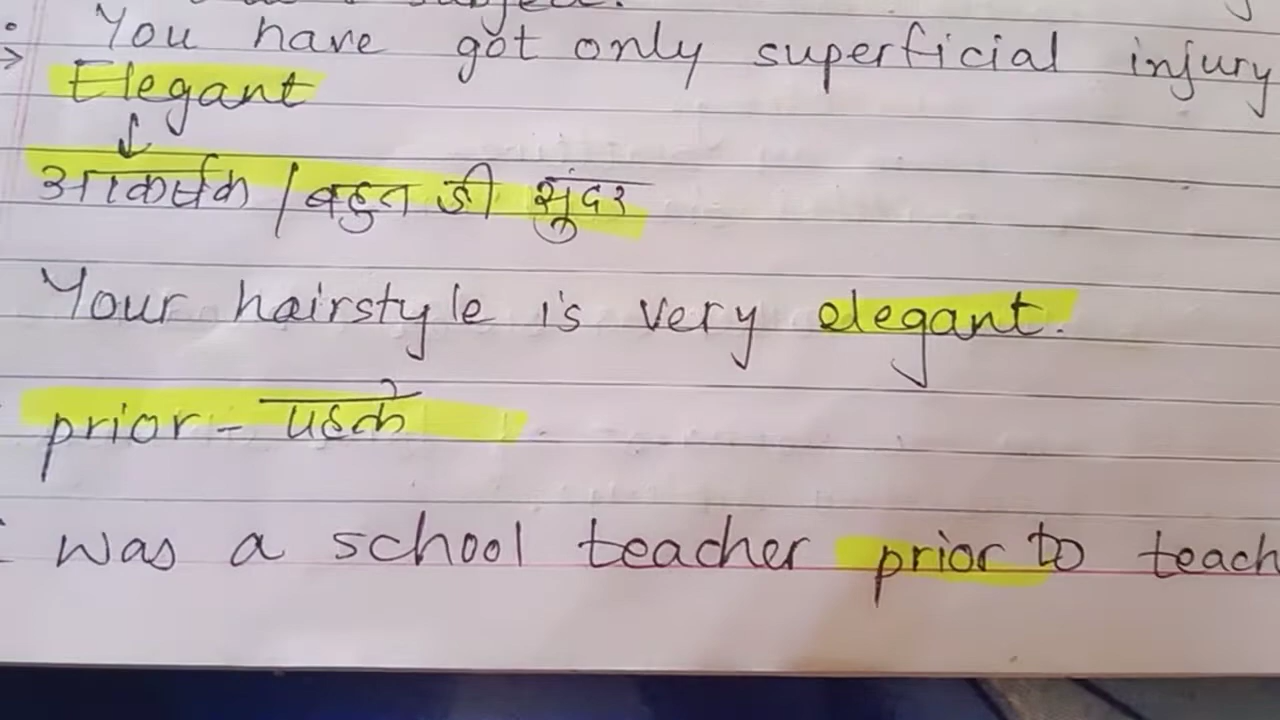 You have got only superficial injury
Elegant
आकर्षक / बहुत ही सुंदर
Your hairstyle is very elegant.
prior - पहले
was a school teacher prior to teach